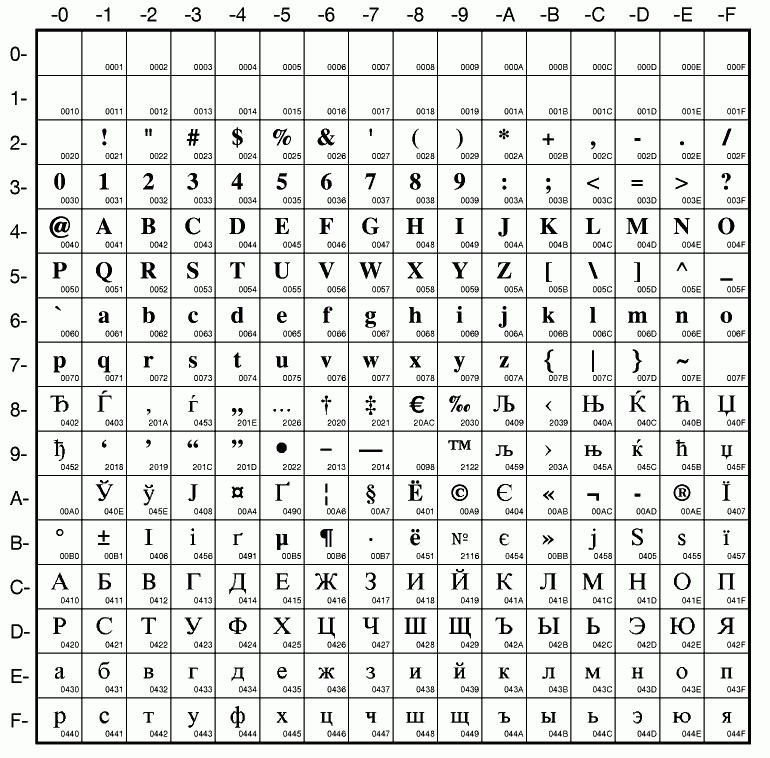 -0 -1 -2 -3 -4 -5 -6 -7 -8 -9 -A -B -C -D -E -F
0-
0001 0002 0003 0004 0005 0006 0007 0008 0009 000A 000B 000C 000D 000E 000F
1-
0010 0011 0012 0013 0014 0015 0016 0017 0018 0019 001A 001B 001C 001D 001E 001F
2- ! " # $ % & ' ( ) * + , - . /
0020 0021 0022 0023 0024 0025 0026 0027 0028 0029 002A 002B 002C 002D 002E 002F
3- 0 1 2 3 4 5 6 7 8 9 : ; < = > ?
0030 0031 0032 0033 0034 0035 0036 0037 0038 0039 003A 003B 003C 003D 003E 003F
4- @ A B C D E F G H I J K L M N O
0040 0041 0042 0043 0044 0045 0046 0047 0048 0049 004A 004B 004C 004D 004E 004F
5- P Q R S T U V W X Y Z [ \ ] ^ _
0050 0051 0052 0053 0054 0055 0056 0057 0058 0059 005A 005B 005C 005D 005E 005F
6- ` a b c d e f g h i j k l m n o
0060 0061 0062 0063 0064 0065 0066 0067 0068 0069 006A 006B 006C 006D 006E 006F
7- p q r s t u v w x y z { | } ~
0070 0071 0072 0073 0074 0075 0076 0077 0078 0079 007A 007B 007C 007D 007E 007F
8- Ђ Ѓ ‚ ѓ „ … † ‡ € ‰ Љ ‹ Њ Ќ Ћ Џ
0402 0403 201A 0453 201E 2026 2020 2021 20AC 2030 0409 2039 040A 040C 040B 040F
9- ђ ‘ ’ “ ” • – — ™ љ › њ ќ ћ џ
0452 2018 2019 201C 201D 2022 2013 2014 0098 2122 0459 203A 045A 045C 045B 045F
A- Ў ў Ј ¤ Ґ ¦ § Ё © Є « ¬ - ® Ї
00A0 040E 045E 0408 00A4 0490 00A6 00A7 0401 00A9 0404 00AB 00AC 00AD 00AE 0407
B- ° ± І і ґ µ ¶ · ё № є » ј Ѕ ѕ ї
00B0 00B1 0406 0456 0491 00B5 00B6 00B7 0451 2116 0454 00BB 0458 0405 0455 0457
C- А Б В Г Д Е Ж З И Й К Л М Н О П
0410 0411 0412 0413 0414 0415 0416 0417 0418 0419 041A 041B 041C 041D 041E 041F
D- Р С Т У Ф Х Ц Ч Ш Щ Ъ Ы Ь Э Ю Я
0420 0421 0422 0423 0424 0425 0426 0427 0428 0429 042A 042B 042C 042D 042E 042F
E- а б в г д е ж з и й к л м н о п
0430 0431 0432 0433 0434 0435 0436 0437 0438 0439 043A 043B 043C 043D 043E 043F
F- р с т у ф х ц ч ш щ ъ ы ь э ю я
0440 0441 0442 0443 0444 0445 0446 0447 0448 0449 044A 044B 044C 044D 044E 044F